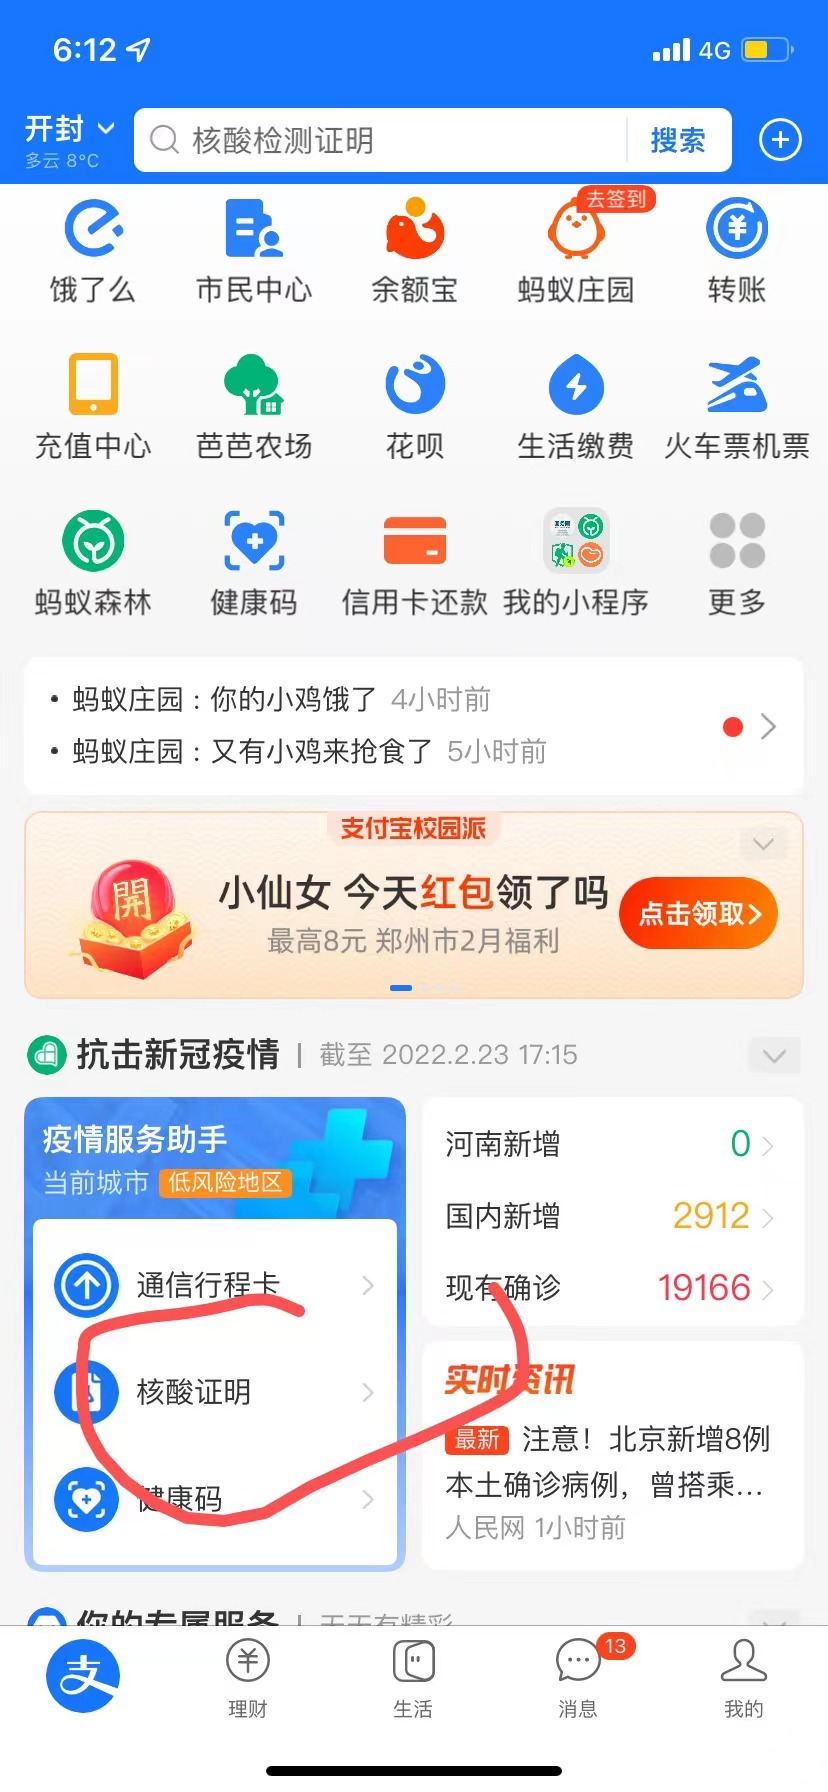 6:12
4G
开封
多云 8°C
核酸检测证明
搜索
去签到
饿了么 市民中心 余额宝 蚂蚁庄园 转账
充值中心 芭芭农场 花呗 生活缴费 火车票机票
蚂蚁森林 健康码 信用卡还款 我的小程序 更多
· 蚂蚁庄园：你的小鸡饿了 4小时前
· 蚂蚁庄园：又有小鸡来抢食了 5小时前
支付宝校园派
開
小仙女 今天红包领了吗
最高8元 郑州市2月福利
点击领取>
抗击新冠疫情 | 截至 2022.2.23 17:15
疫情服务助手
当前城市 低风险地区
通信行程卡
核酸证明
健康码
河南新增 0
国内新增 2912
现有确诊 19166
实时资讯
最新 注意！北京新增8例
本土确诊病例，曾搭乘...
人民网 1小时前
你的专属服务 | 天天有精彩
支
理财
生活
13
消息
我的